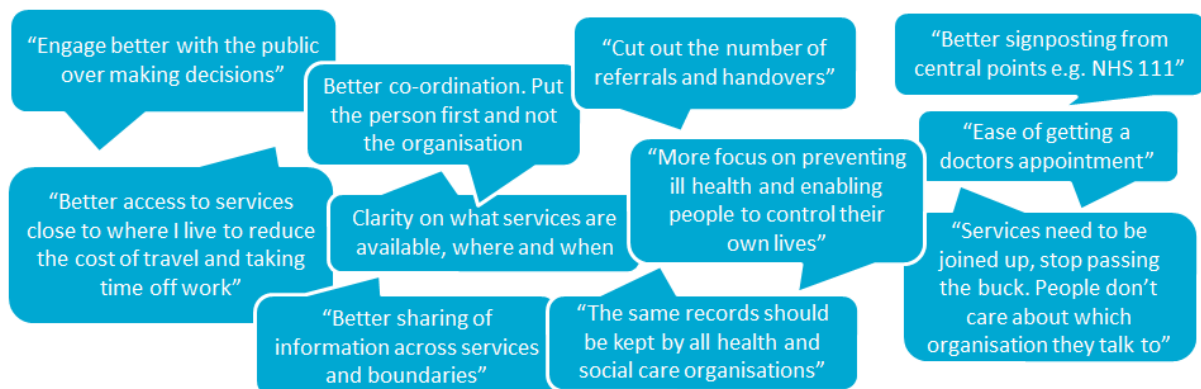 “Engage better with the public
over making decisions”
Better co-ordination. Put
the person first and not
the organisation
“Cut out the number of
referrals and handovers”
“Better signposting from
central points e.g. NHS 111”
“Ease of getting a
doctors appointment”
“Better access to services
close to where I live to reduce
the cost of travel and taking
time off work”
Clarity on what services are
available, where and when
“More focus on preventing
ill health and enabling
people to control their
own lives”
“Services need to be
joined up, stop passing
the buck. People don’t
care about which
organisation they talk to”
“Better sharing of
information across services
and boundaries”
“The same records should
be kept by all health and
social care organisations”